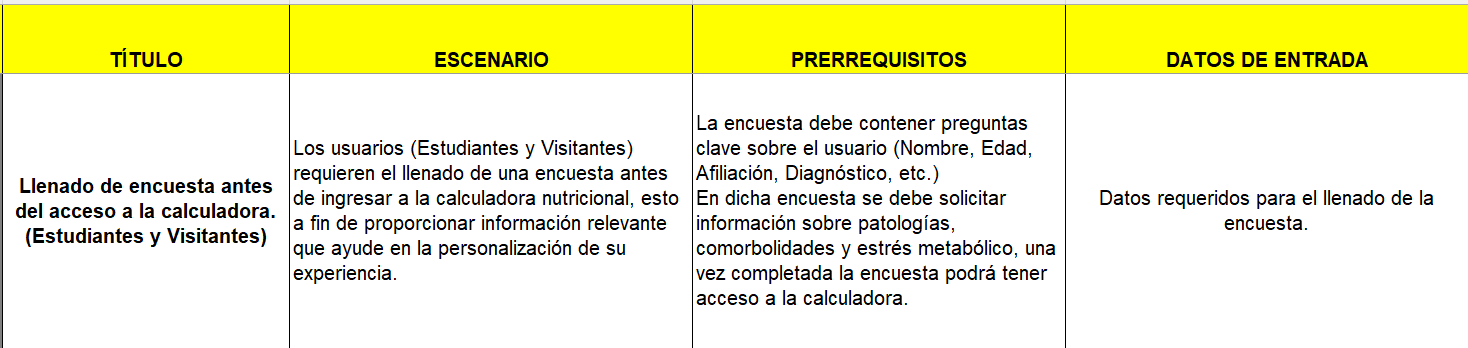 TÍTULO
ESCENARIO
PRERREQUISITOS
DATOS DE ENTRADA
Llenado de encuesta antes
del acceso a la calculadora.
(Estudiantes y Visitantes)
Los usuarios (Estudiantes y Visitantes)
requieren el llenado de una encuesta antes
de ingresar a la calculadora nutricional, esto
a fin de proporcionar información relevante
que ayude en la personalización de su
experiencia.
La encuesta debe contener preguntas
clave sobre el usuario (Nombre, Edad,
Afiliación, Diagnóstico, etc.)
En dicha encuesta se debe solicitar
información sobre patologías,
comorbolidades y estrés metabólico, una
vez completada la encuesta podrá tener
acceso a la calculadora.
Datos requeridos para el llenado de la
encuesta.